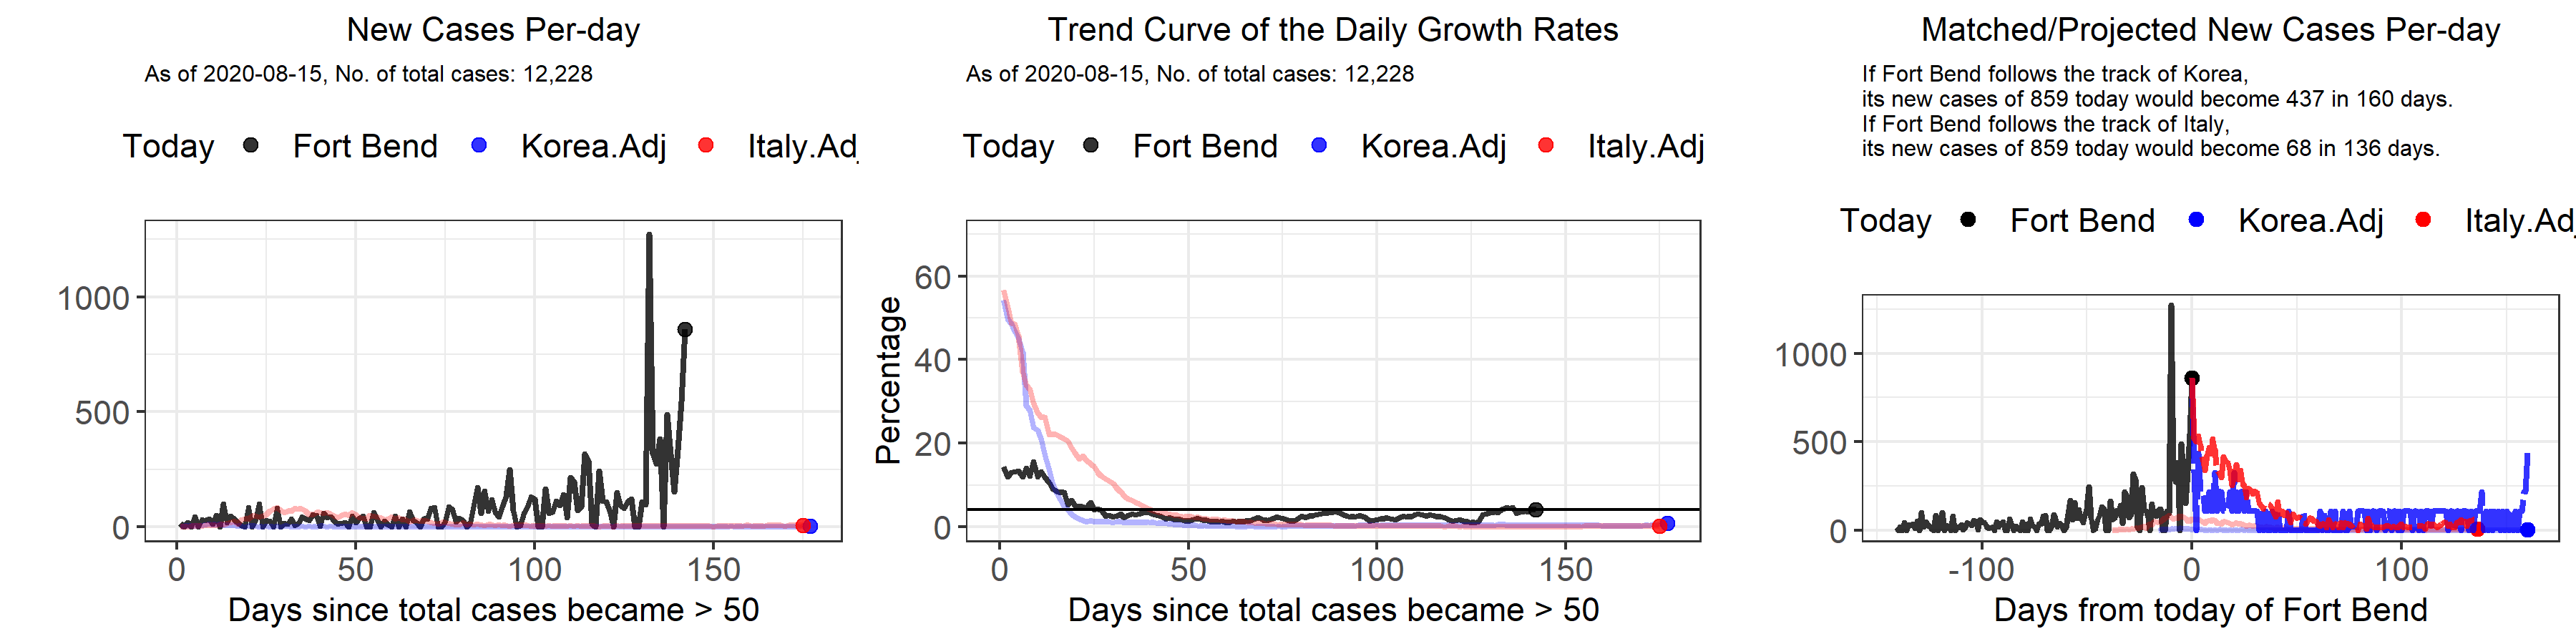 New Cases Per-day
As of 2020-08-15, No. of total cases: 12,228
Today Fort Bend Korea.Adj Italy.Ad
1000
500
0
0 50 100 150
Days since total cases became > 50
Trend Curve of the Daily Growth Rates
As of 2020-08-15, No. of total cases: 12,228
Today Fort Bend Korea.Adj Italy.Adj
Percentage
60
40
20
0
0 50 100 150
Days since total cases became > 50
Matched/Projected New Cases Per-day
If Fort Bend follows the track of Korea,
its new cases of 859 today would become 437 in 160 days.
If Fort Bend follows the track of Italy,
its new cases of 859 today would become 68 in 136 days.
Today Fort Bend Korea.Adj Italy.Ad
1000
500
0
-100 0 100
Days from today of Fort Bend